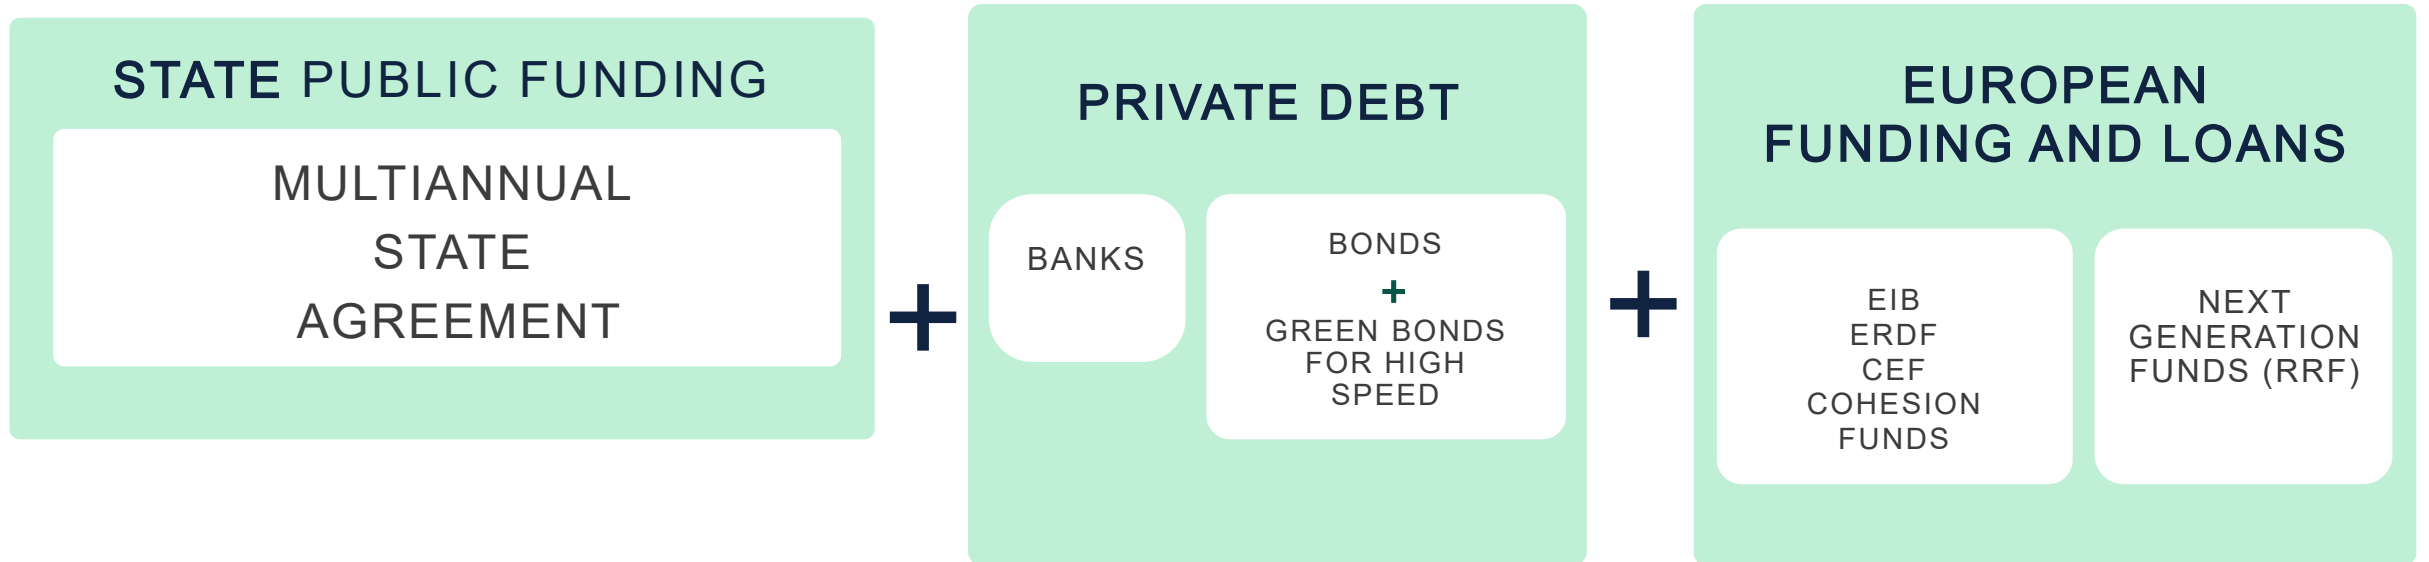 STATE PUBLIC FUNDING
MULTIANNUAL
STATE
AGREEMENT
+
PRIVATE DEBT
BANKS
BONDS
+
GREEN BONDS
FOR HIGH
SPEED
+
EUROPEAN
FUNDING AND LOANS
EIB
ERDF
CEF
COHESION
FUNDS
NEXT
GENERATION
FUNDS (RRF)